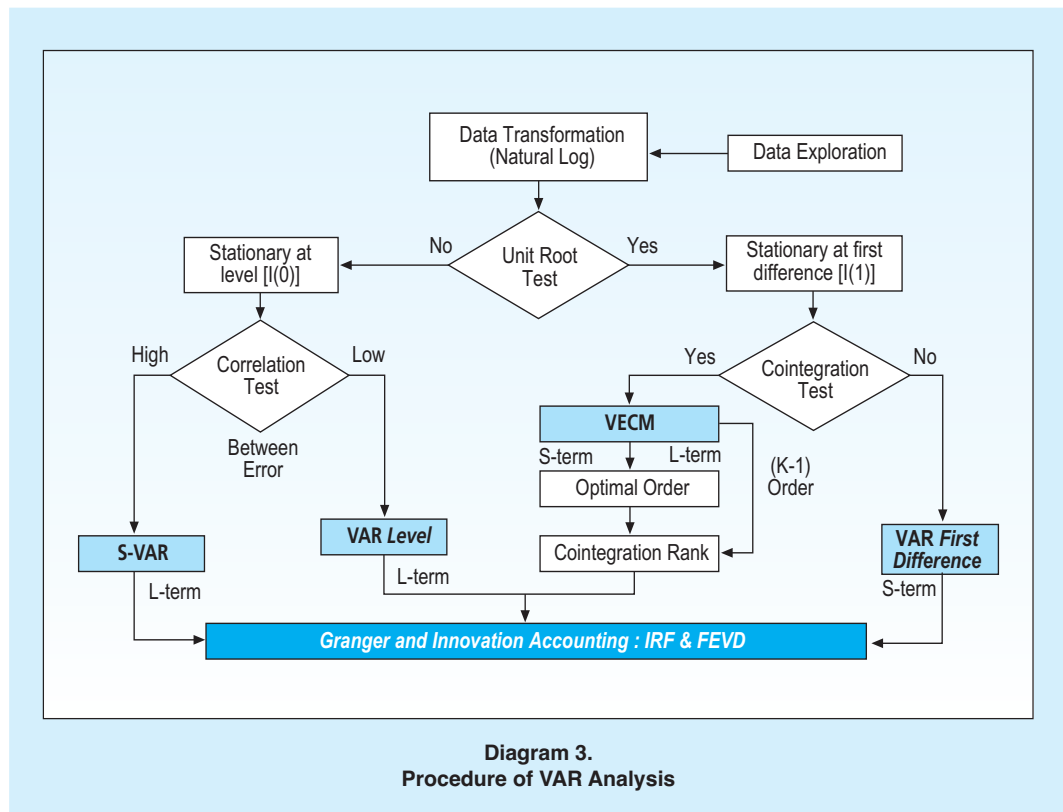 Data Transformation
(Natural Log)
Data Exploration
Unit Root
Test
No
Yes
Stationary at
level [I(0)]
Stationary at first
difference [I(1)]
High
Correlation
Test
Low
Between
Error
Yes
Cointegration
Test
No
VECM
S-term
L-term
(K-1)
Order
Optimal Order
Cointegration Rank
S-VAR
L-term
VAR Level
L-term
VAR First
Difference
S-term
Granger and Innovation Accounting : IRF & FEVD
Diagram 3.
Procedure of VAR Analysis